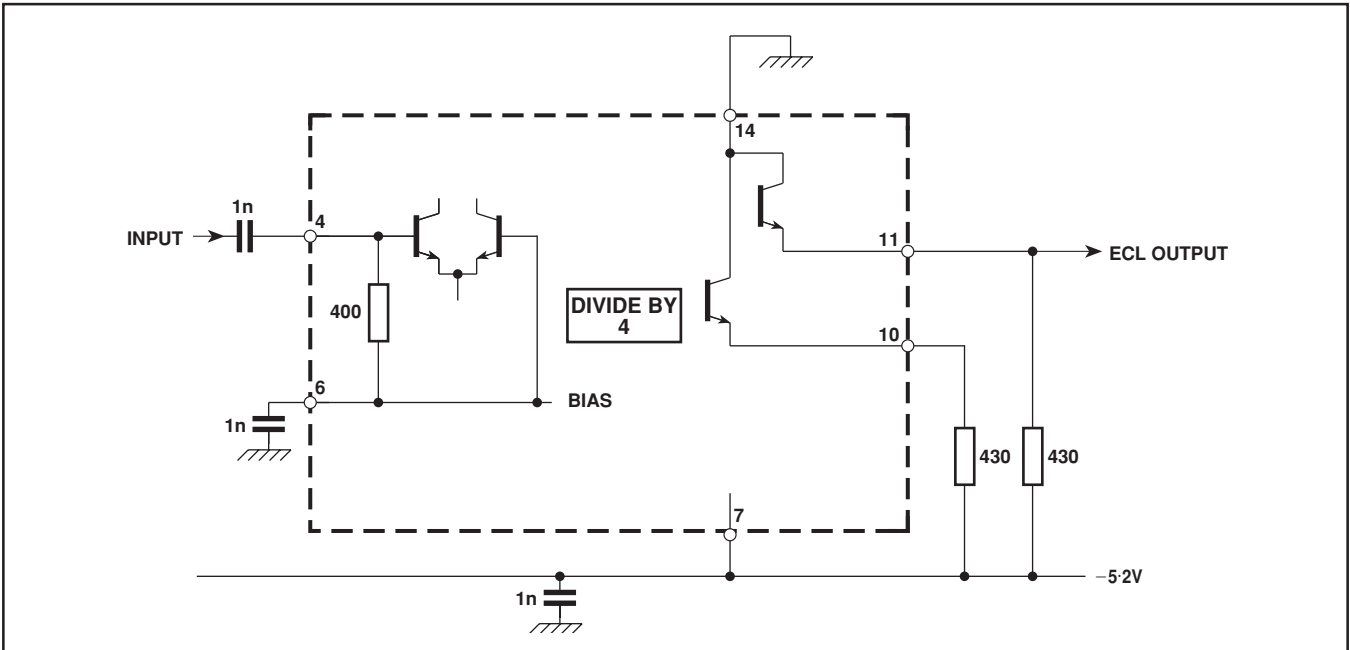 14
1n
4
INPUT
11
ECL OUTPUT
400
DIVIDE BY
4
10
6
BIAS
1n
430
430
7
–5·2V
1n